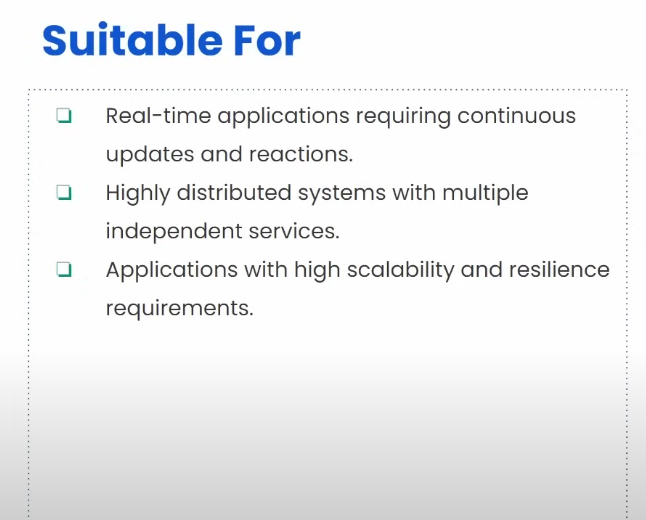 Suitable For
Real-time applications requiring continuous
updates and reactions.
Highly distributed systems with multiple
independent services.
Applications with high scalability and resilience
requirements.